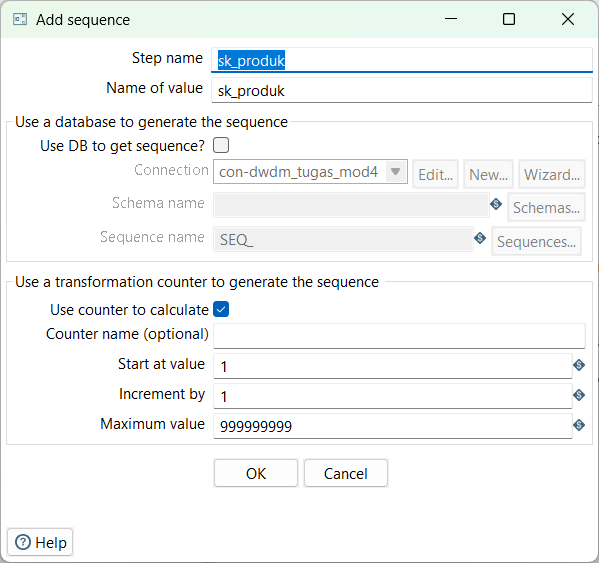 Add sequence
Step name sk_produk
Name of value sk_produk
Use a database to generate the sequence
Use DB to get sequence?
Connection con-dwdm_tugas_mod4 Edit... New... Wizard...
Schema name Schemas...
Sequence name SEQ_ Sequences...
Use a transformation counter to generate the sequence
Use counter to calculate
Counter name (optional)
Start at value 1
Increment by 1
Maximum value 999999999
OK Cancel
Help